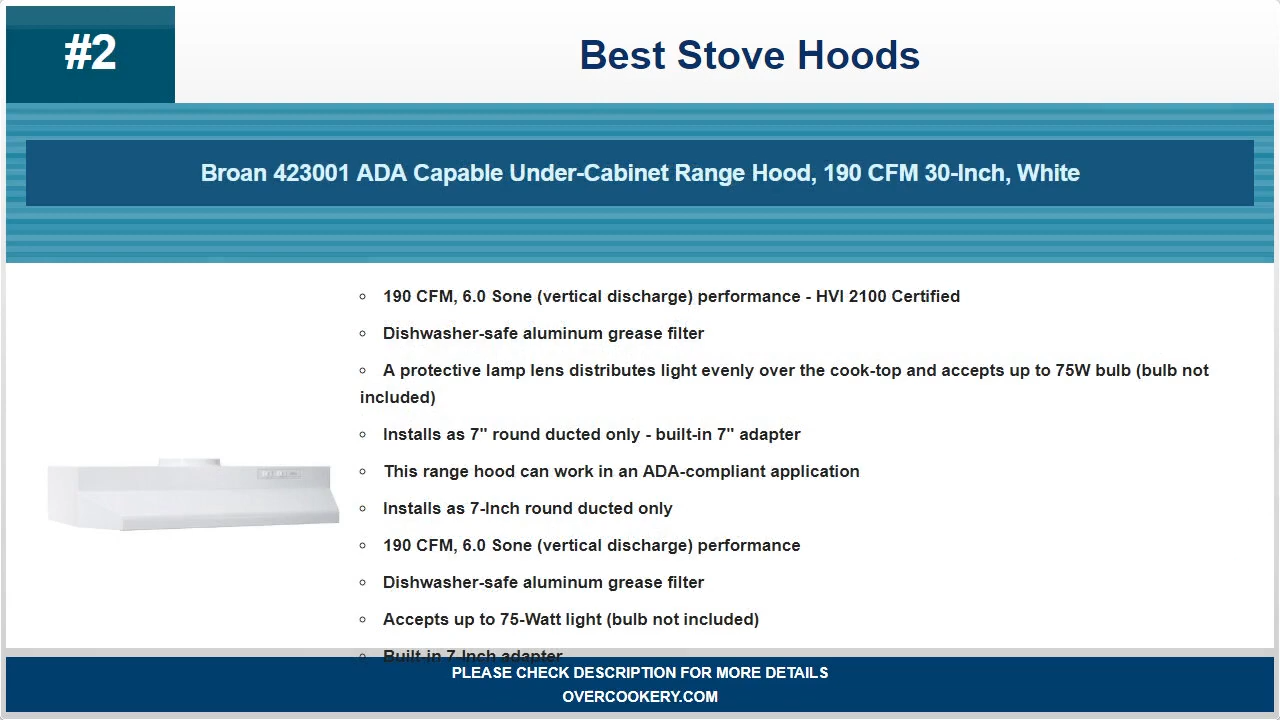 #2
Best Stove Hoods
Broan 423001 ADA Capable Under-Cabinet Range Hood, 190 CFM 30-Inch, White
190 CFM, 6.0 Sone (vertical discharge) performance - HVI 2100 Certified
Dishwasher-safe aluminum grease filter
A protective lamp lens distributes light evenly over the cook-top and accepts up to 75W bulb (bulb not
included)
Installs as 7" round ducted only - built-in 7" adapter
This range hood can work in an ADA-compliant application
Installs as 7-Inch round ducted only
190 CFM, 6.0 Sone (vertical discharge) performance
Dishwasher-safe aluminum grease filter
Accepts up to 75-Watt light (bulb not included)
Built-in 7-Inch adapter
PLEASE CHECK DESCRIPTION FOR MORE DETAILS
OVERCOOKERY.COM